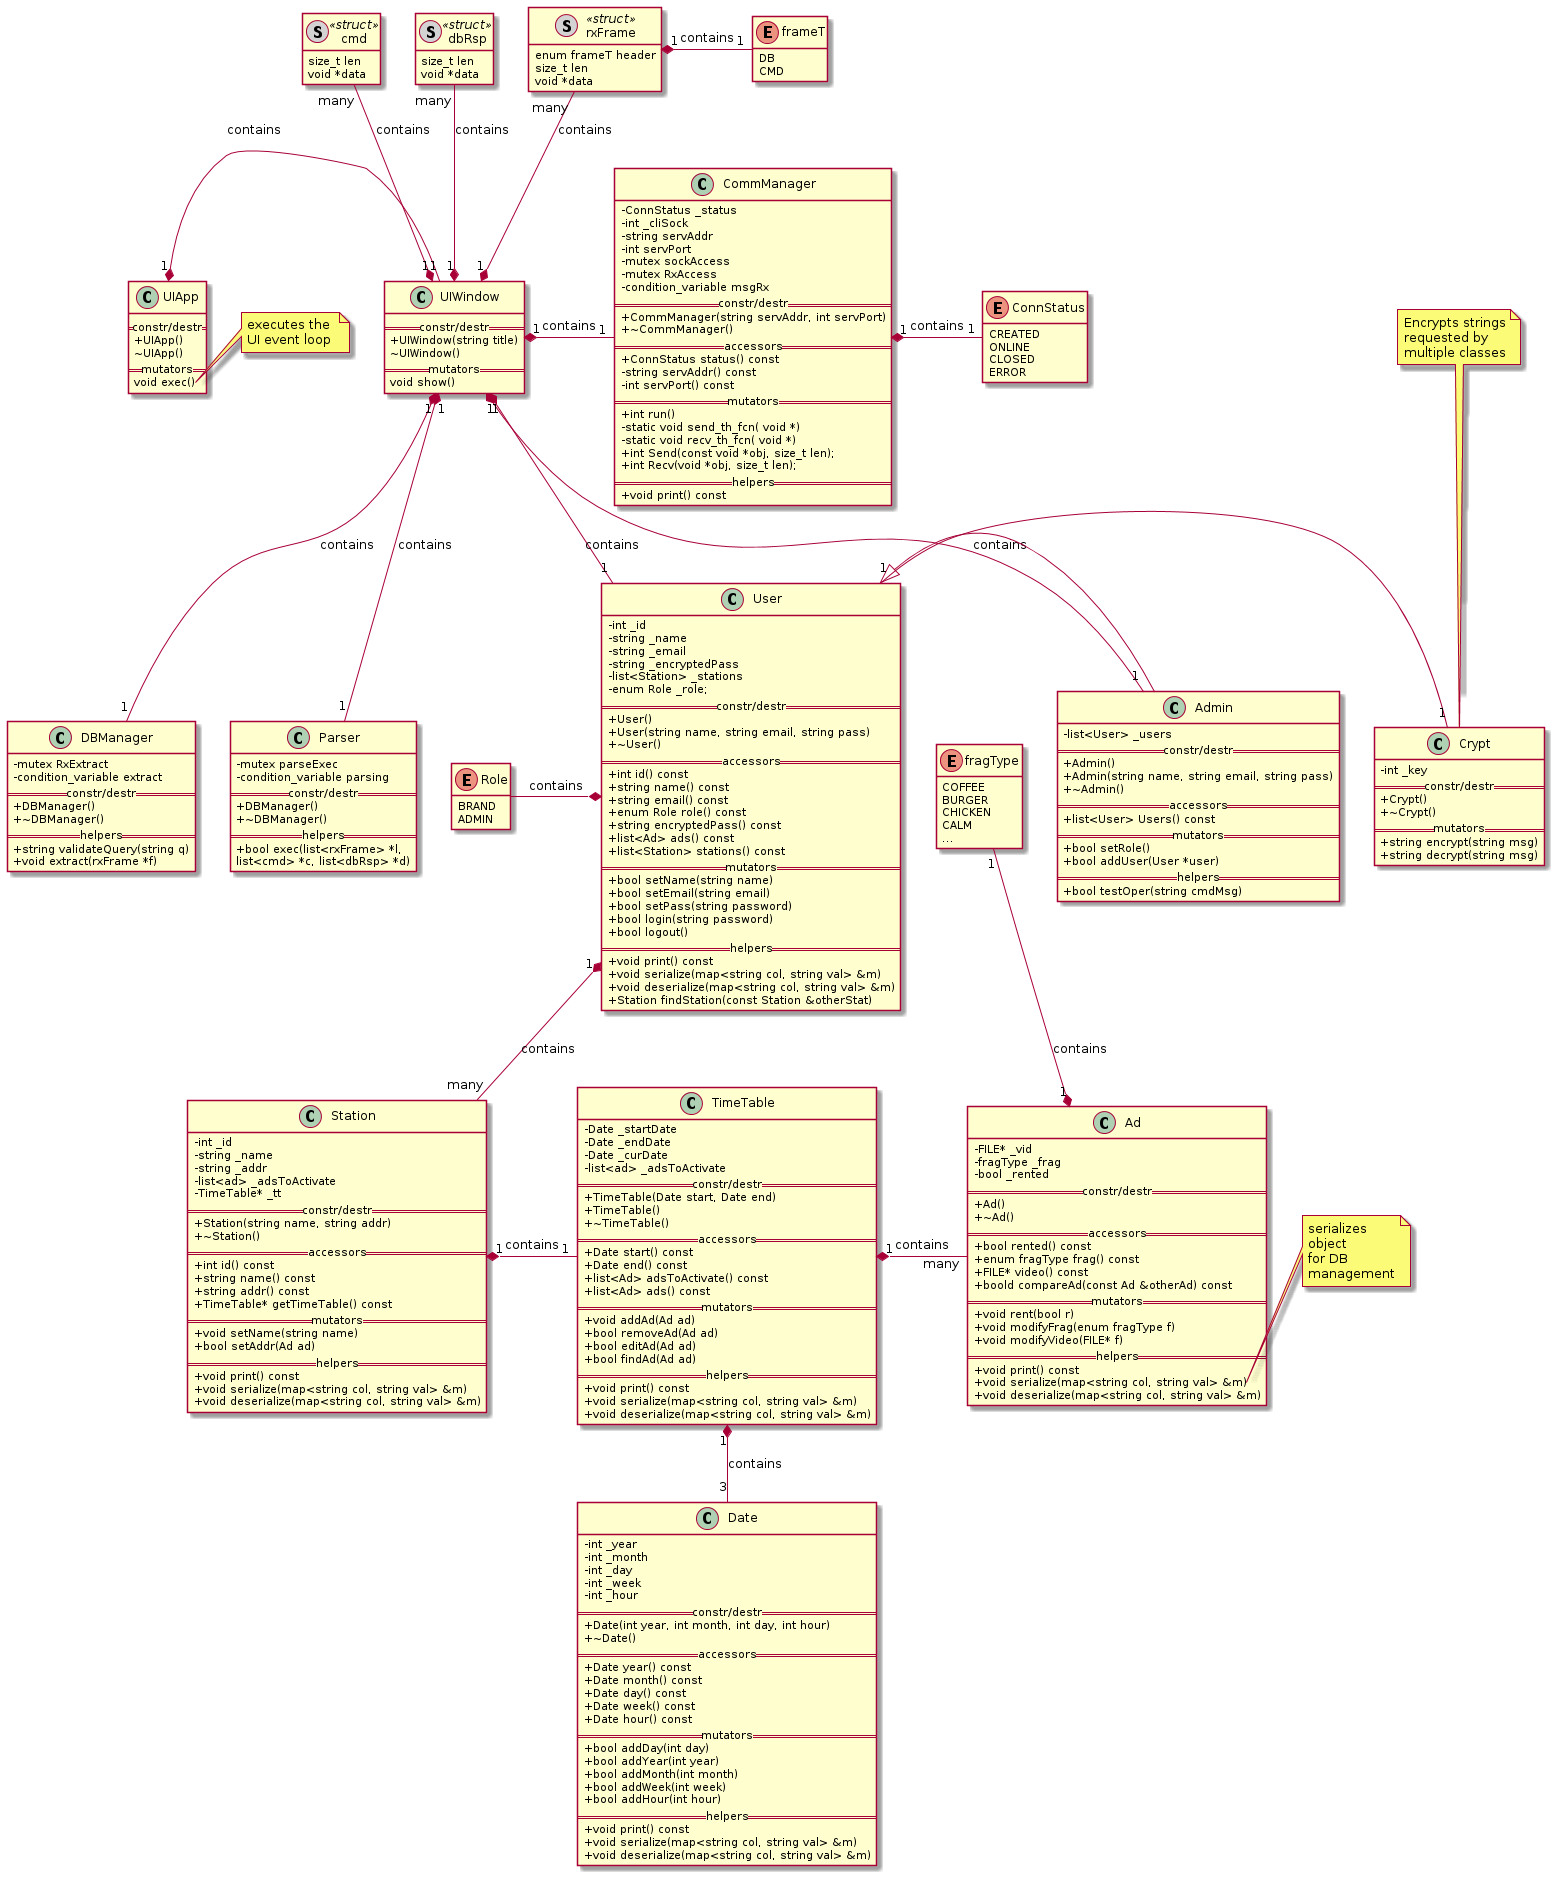 S «struct»
cmd
size_t len
void *data
S «struct»
dbRsp
size_t len
void *data
S «struct»
rxFrame
enum frameT header
size_t len
void *data
1 contains 1
E frameT
DB
CMD
many
many
many
contains
contains
contains
contains
C CommManager
-ConnStatus _status
-int _cliSock
-string servAddr
-int servPort
-mutex sockAccess
-mutex RxAccess
-condition_variable msgRx
constr/destr
+CommManager(string servAddr, int servPort)
+~CommManager()
accessors
+ConnStatus status() const
-string servAddr() const
-int servPort() const
mutators
+int run()
-static void send_th_fcn( void *)
-static void recv_th_fcn( void *)
+int Send(const void *obj, size_t len);
+int Recv(void *obj, size_t len);
helpers
+void print() const
1
1 1
1
1
C UIApp
constr/destr
+UIApp()
~UIApp()
mutators
void exec()
executes the
UI event loop
C UIWindow
constr/destr
+UIWindow(string title)
~UIWindow()
mutators
void show()
1 contains 1
1 contains 1
E ConnStatus
CREATED
ONLINE
CLOSED
ERROR
Encrypts strings
requested by
multiple classes
1 1
1 1
contains
contains
contains
contains
1
1
1
1
1
1
C DBManager
-mutex RxExtract
-condition_variable extract
constr/destr
+DBManager()
+~DBManager()
helpers
+string validateQuery(string q)
+void extract(rxFrame *f)
C Parser
-mutex parseExec
-condition_variable parsing
constr/destr
+DBManager()
+~DBManager()
helpers
+bool exec(list<rxFrame> *l,
list<cmd> *c, list<dbRsp> *d)
E Role
BRAND
ADMIN
contains
C User
-int _id
-string _name
-string _email
-string _encryptedPass
-list<Station> _stations
-enum Role _role;
constr/destr
+User()
+User(string name, string email, string pass)
+~User()
accessors
+int id() const
+string name() const
+string email() const
+enum Role role() const
+string encryptedPass() const
+list<Ad> ads() const
+list<Station> stations() const
mutators
+bool setName(string name)
+bool setEmail(string email)
+bool setPass(string password)
+bool login(string password)
+bool logout()
helpers
+void print() const
+void serialize(map<string col, string val> &m)
+void deserialize(map<string col, string val> &m)
+Station findStation(const Station &otherStat)
E fragType
COFFEE
BURGER
CHICKEN
CALM
...
C Admin
-list<User> _users
constr/destr
+Admin()
+Admin(string name, string email, string pass)
+~Admin()
accessors
+list<User> Users() const
mutators
+bool setRole()
+bool addUser(User *user)
helpers
+bool testOper(string cmdMsg)
C Crypt
-int _key
constr/destr
+Crypt()
+~Crypt()
mutators
+string encrypt(string msg)
+string decrypt(string msg)
1
contains
many
1
contains
1
C Station
-int _id
-string _name
-string _addr
-list<ad> _adsToActivate
-TimeTable* _tt
constr/destr
+Station(string name, string addr)
+~Station()
accessors
+int id() const
+string name() const
+string addr() const
+TimeTable* getTimeTable() const
mutators
+void setName(string name)
+bool setAddr(Ad ad)
helpers
+void print() const
+void serialize(map<string col, string val> &m)
+void deserialize(map<string col, string val> &m)
1 contains 1
C TimeTable
-Date _startDate
-Date _endDate
-Date _curDate
-list<ad> _adsToActivate
constr/destr
+TimeTable(Date start, Date end)
+TimeTable()
+~TimeTable()
accessors
+Date start() const
+Date end() const
+list<Ad> adsToActivate() const
+list<Ad> ads() const
mutators
+void addAd(Ad ad)
+bool removeAd(Ad ad)
+bool editAd(Ad ad)
+bool findAd(Ad ad)
helpers
+void print() const
+void serialize(map<string col, string val> &m)
+void deserialize(map<string col, string val> &m)
1 contains
many
C Ad
-FILE* _vid
-fragType _frag
-bool _rented
constr/destr
+Ad()
+~Ad()
accessors
+bool rented() const
+enum fragType frag() const
+FILE* video() const
+boold compareAd(const Ad &otherAd) const
mutators
+void rent(bool r)
+void modifyFrag(enum fragType f)
+void modifyVideo(FILE* f)
helpers
+void print() const
+void serialize(map<string col, string val> &m)
+void deserialize(map<string col, string val> &m)
serializes
object
for DB
management
1
contains
3
C Date
-int _year
-int _month
-int _day
-int _week
-int _hour
constr/destr
+Date(int year, int month, int day, int hour)
+~Date()
accessors
+Date year() const
+Date month() const
+Date day() const
+Date week() const
+Date hour() const
mutators
+bool addDay(int day)
+bool addYear(int year)
+bool addMonth(int month)
+bool addWeek(int week)
+bool addHour(int hour)
helpers
+void print() const
+void serialize(map<string col, string val> &m)
+void deserialize(map<string col, string val> &m)